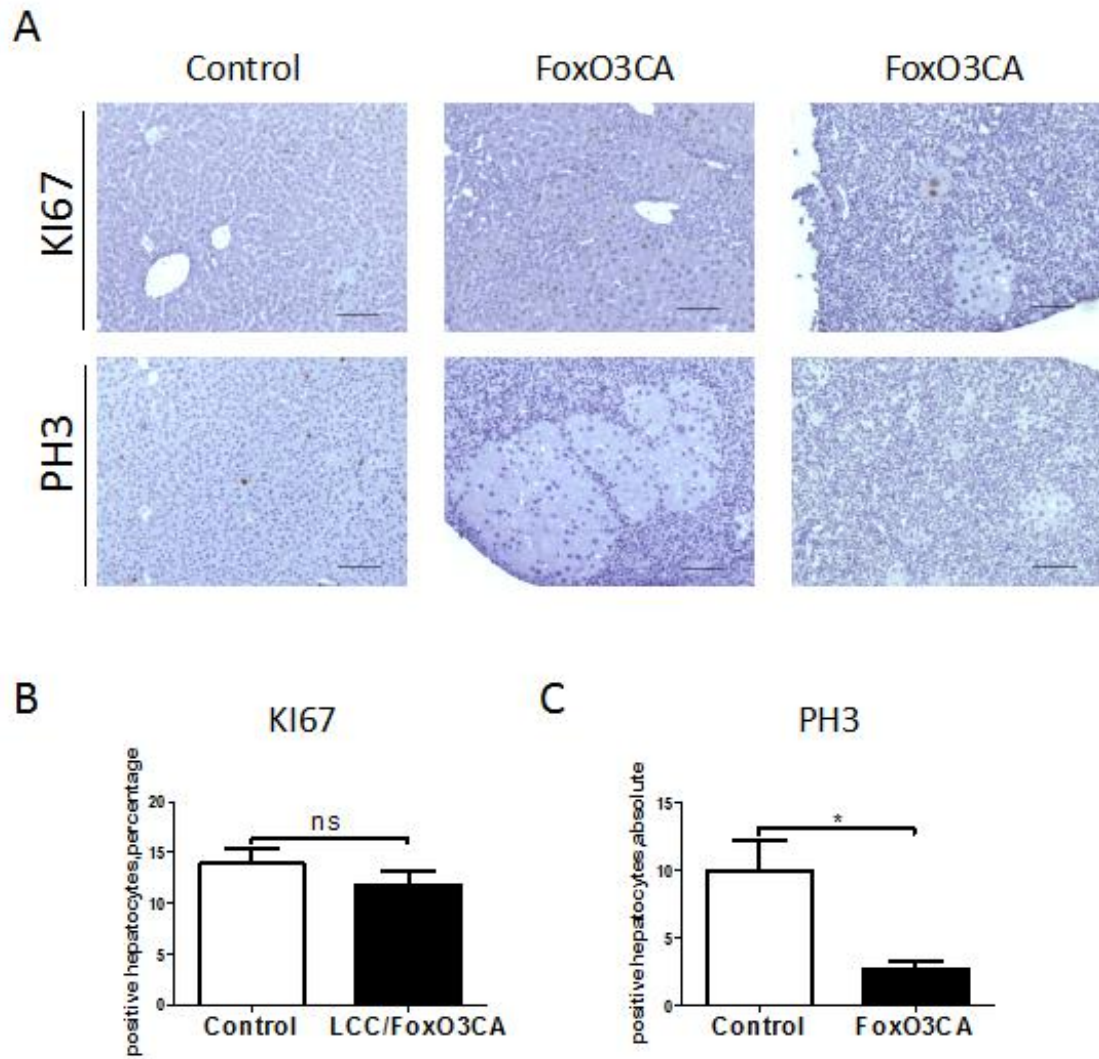 A
Control FoxO3CA FoxO3CA
KI67
PH3
B
KI67
positive hepatocytes,percentage
20
15
10
5
0
ns
Control LCC/FoxO3CA
C
PH3
positive hepatocytes,absolute
15
10
5
0
*
Control FoxO3CA